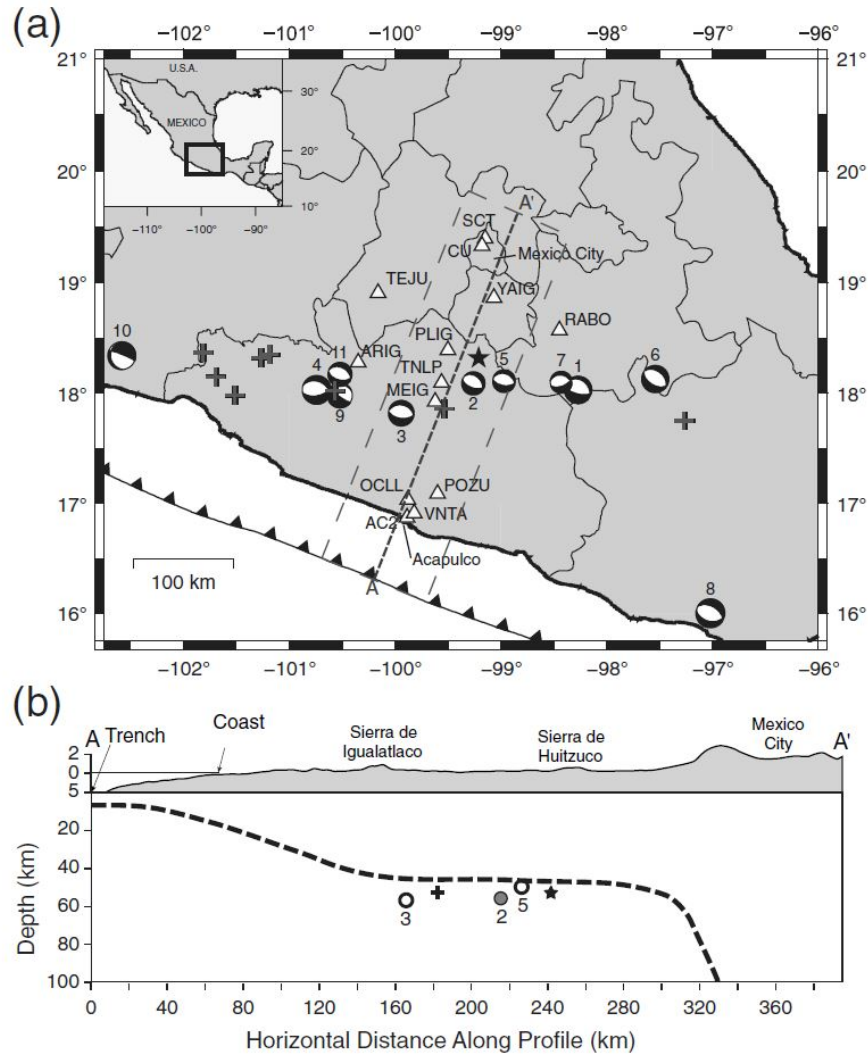 (a)
−102° −101° −100° −99° −98° −97° −96°
21° 21°
20° 20°
19° 19°
18° 18°
17° 17°
16° 16°
U.S.A.
MEXICO
30°
20°
10°
−110° −100° −90°
A'
SCT
CU
Mexico City
TEJU
YAIG
RABO
PLIG
10
11
ARIG
4
TNLP
5
7
1
6
MEIG
2
9
3
OCLL
POZU
AC2
VNTA
Acapulco
A
100 km
8
−102° −101° −100° −99° −98° −97° −96°
(b)
A
Trench
Coast
Sierra de
Igualatlaco
Sierra de
Huitzuco
Mexico
City
A'
2
0
5
20
40
60
80
100
Depth (km)
3
2
5
0 40 80 120 160 200 240 280 320 360
Horizontal Distance Along Profile (km)